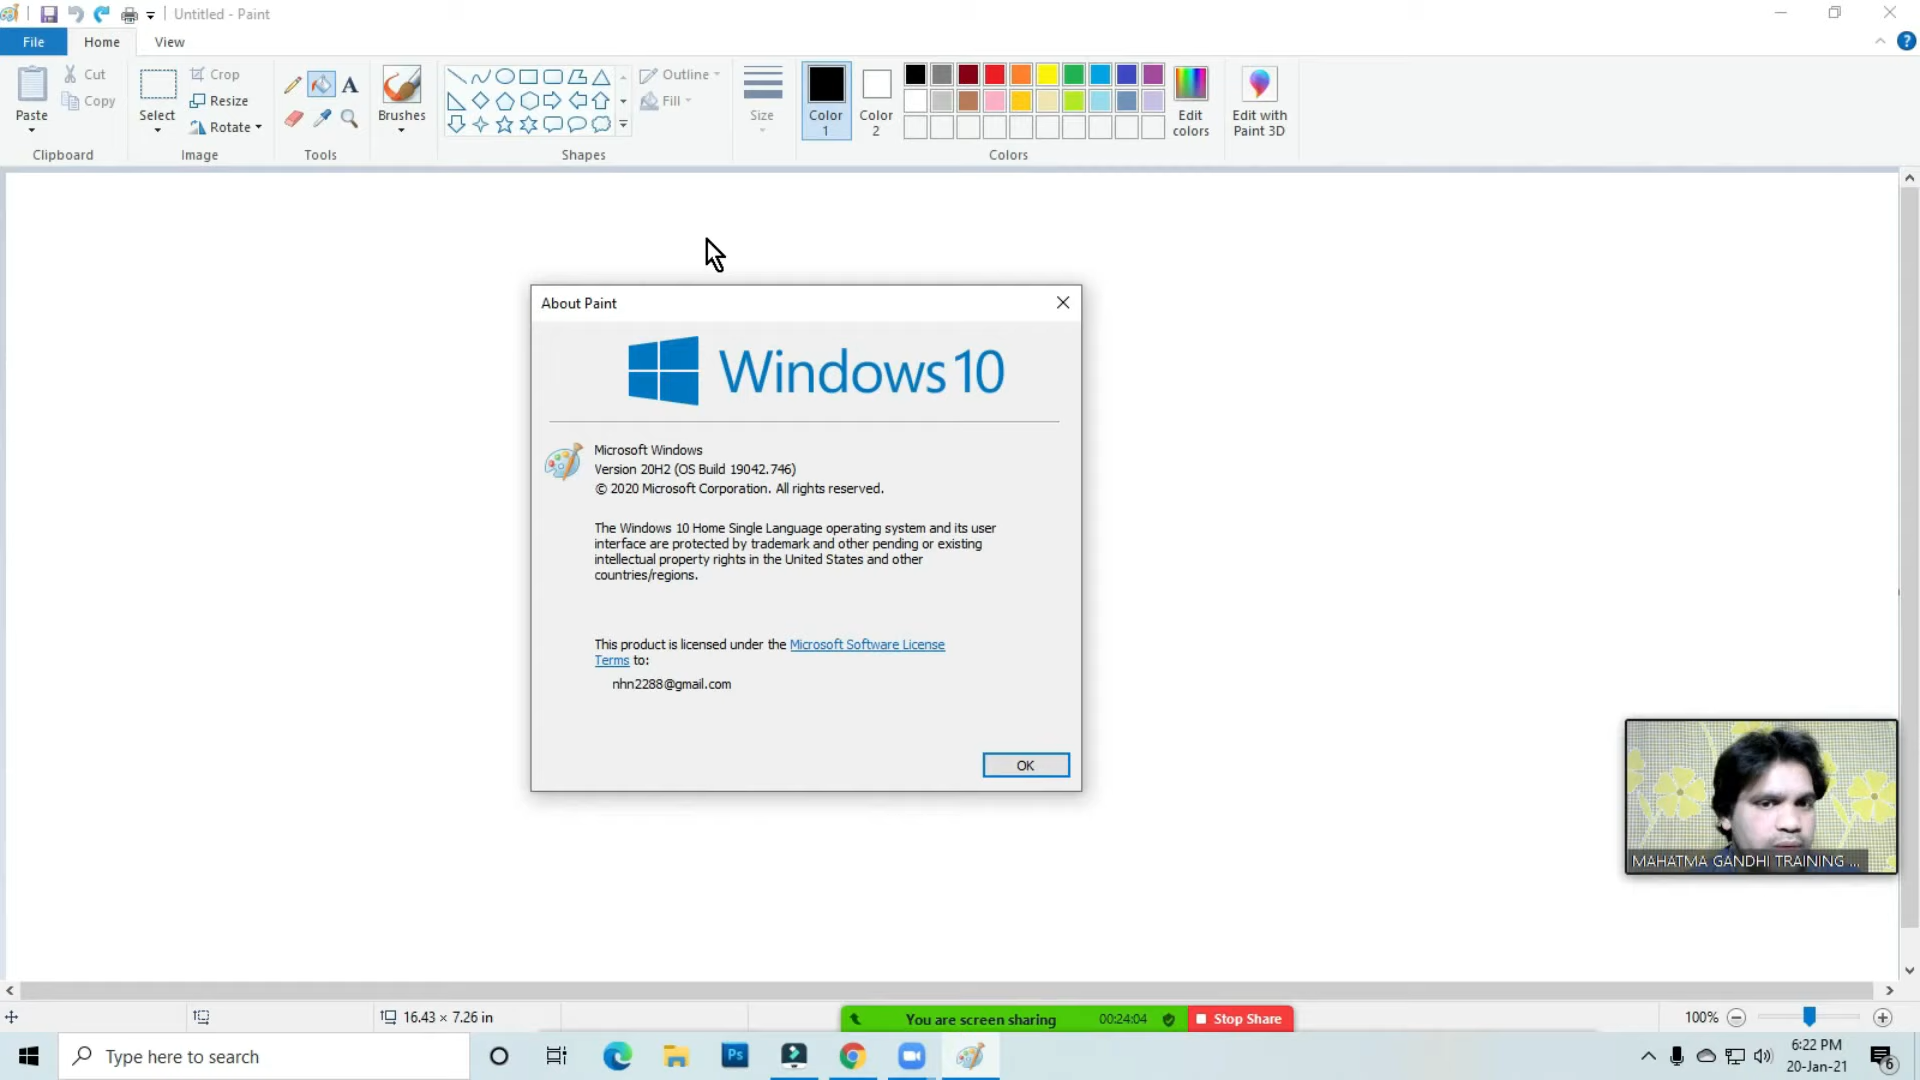 Untitled - Paint
File Home View
Paste
Cut
Copy
Clipboard
Select
Crop
Resize
Rotate
Image
A
Tools
Brushes
Shapes
Outline
Fill
Size
Color
1
Color
2
Colors
Edit
colors
Edit with
Paint 3D
About Paint
Windows 10
Microsoft Windows
Version 20H2 (OS Build 19042.746)
© 2020 Microsoft Corporation. All rights reserved.
The Windows 10 Home Single Language operating system and its user
interface are protected by trademark and other pending or existing
intellectual property rights in the United States and other
countries/regions.
This product is licensed under the Microsoft Software License
Terms to:
nhn2288@gmail.com
OK
MAHATMA GANDHI TRAINING ...
16.43 × 7.26 in
You are screen sharing 00:24:04 Stop Share
100%
Type here to search
Ps
6:22 PM
20-Jan-21
6